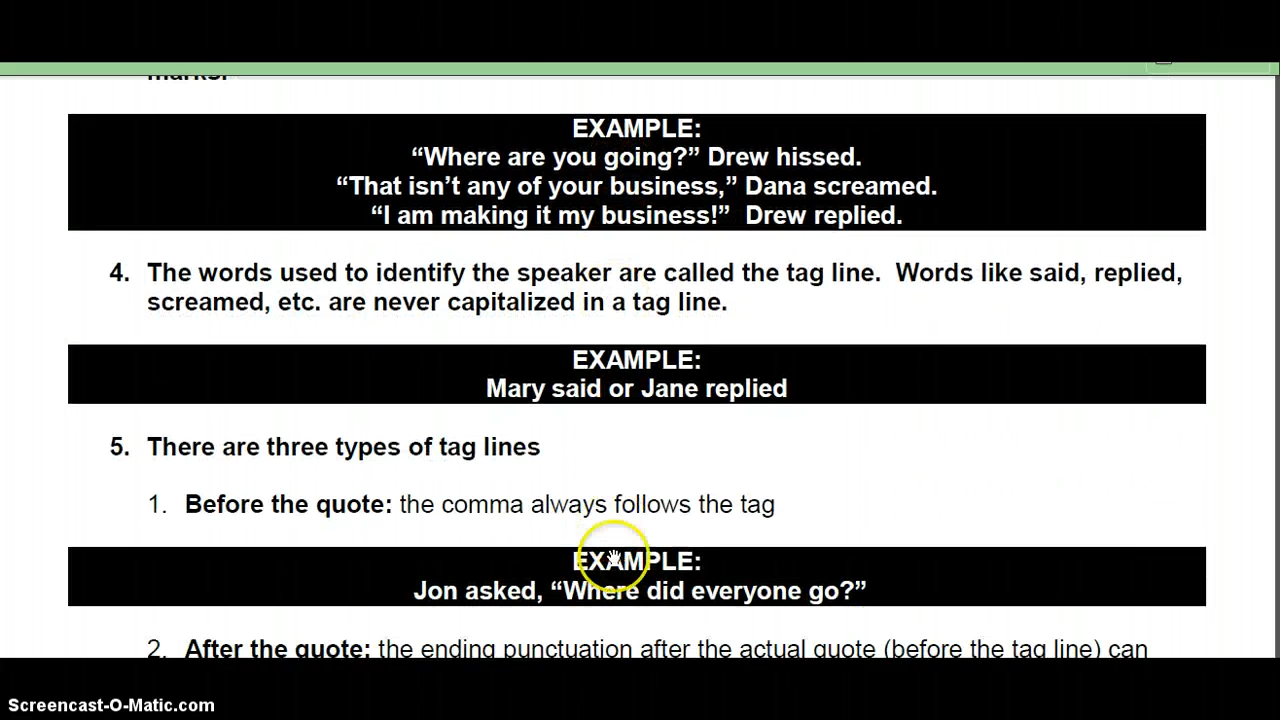 marks.
EXAMPLE:
“Where are you going?” Drew hissed.
“That isn’t any of your business,” Dana screamed.
“I am making it my business!”  Drew replied.
4. The words used to identify the speaker are called the tag line.  Words like said, replied,
screamed, etc. are never capitalized in a tag line.
EXAMPLE:
Mary said or Jane replied
5. There are three types of tag lines
1. Before the quote: the comma always follows the tag
EXAMPLE:
Jon asked, “Where did everyone go?”
2. After the quote: the ending punctuation after the actual quote (before the tag line) can
Screencast-O-Matic.com